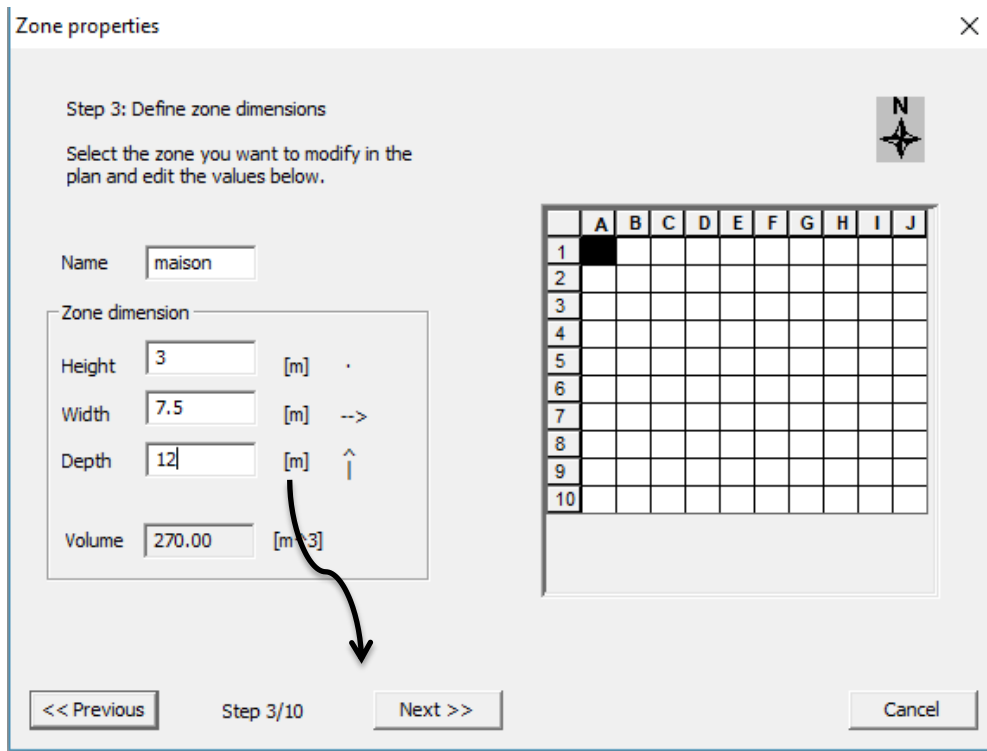 Zone properties
Step 3: Define zone dimensions
N
Select the zone you want to modify in the
plan and edit the values below.
A B C D E F G H I J
1
2
3
4
5
6
7
8
9
10
Name maison
Zone dimension
Height 3 [m] .
Width 7.5 [m] -->
Depth 12 [m] ^|
Volume 270.00 [m^3]
<< Previous Step 3/10 Next >> Cancel